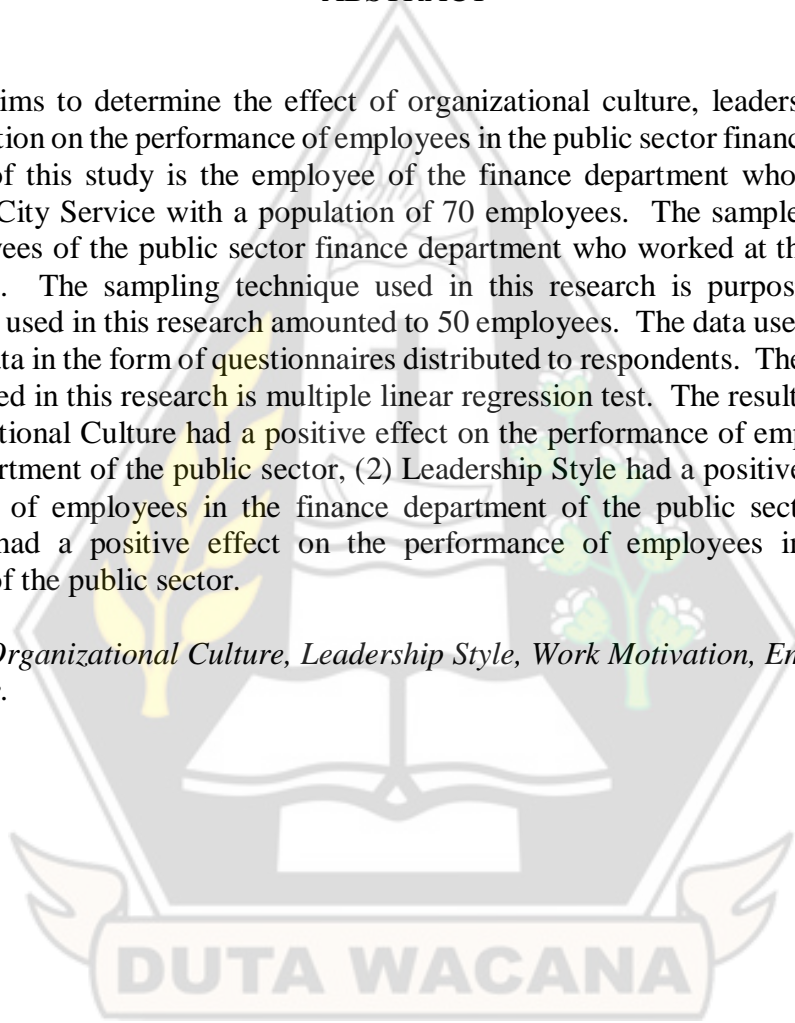 ims to determine the effect of organizational culture, leaders
tion on the performance of employees in the public sector financ
of this study is the employee of the finance department who
City Service with a population of 70 employees. The sample
yees of the public sector finance department who worked at th
. The sampling technique used in this research is purpos
used in this research amounted to 50 employees. The data use
ata in the form of questionnaires distributed to respondents. The
ed in this research is multiple linear regression test. The result
tional Culture had a positive effect on the performance of emp
rtment of the public sector, (2) Leadership Style had a positive
of employees in the finance department of the public sect
had a positive effect on the performance of employees in
of the public sector.
Organizational Culture, Leadership Style, Work Motivation, Em
.
DUTA WACANA